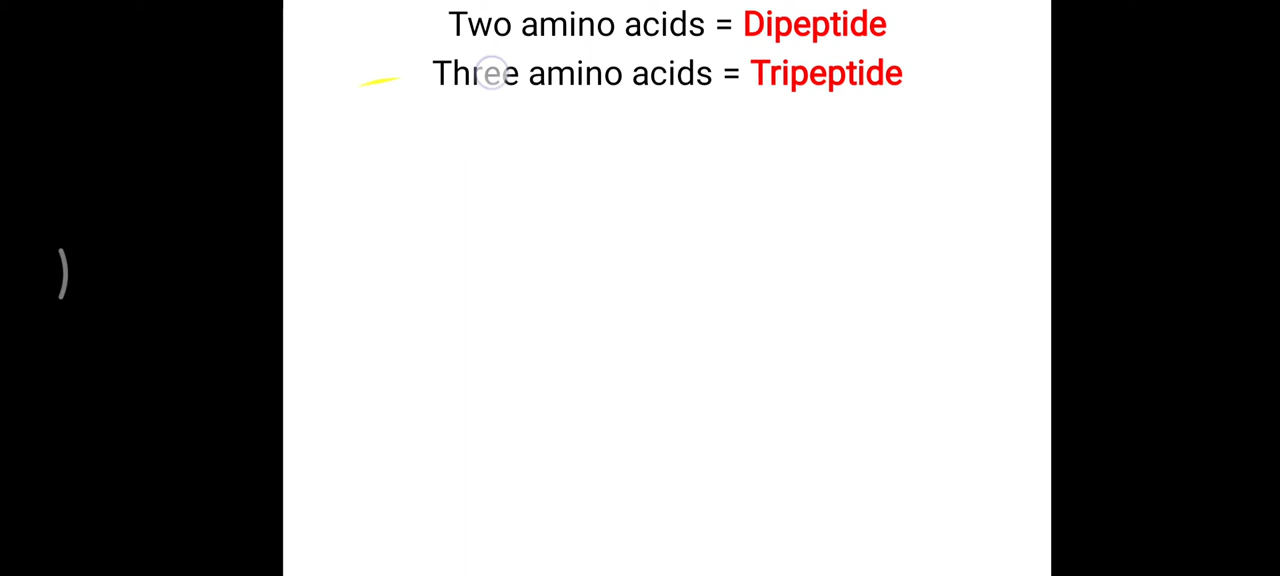 Two amino acids = Dipeptide
Three amino acids = Tripeptide